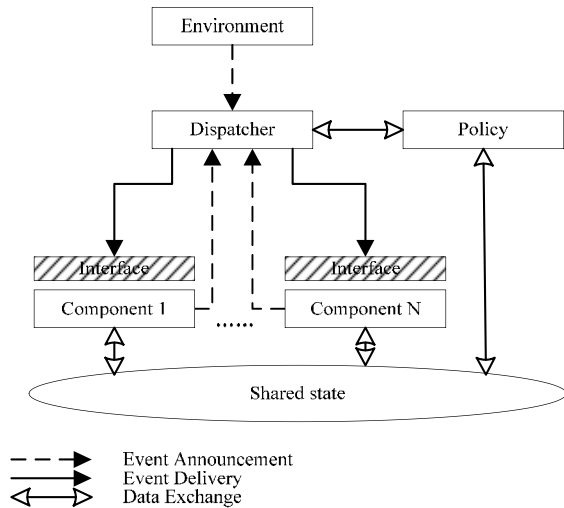 Environment
Dispatcher
Policy
Interface
Interface
Component 1
Component N
......
Shared state
Event Announcement
Event Delivery
Data Exchange